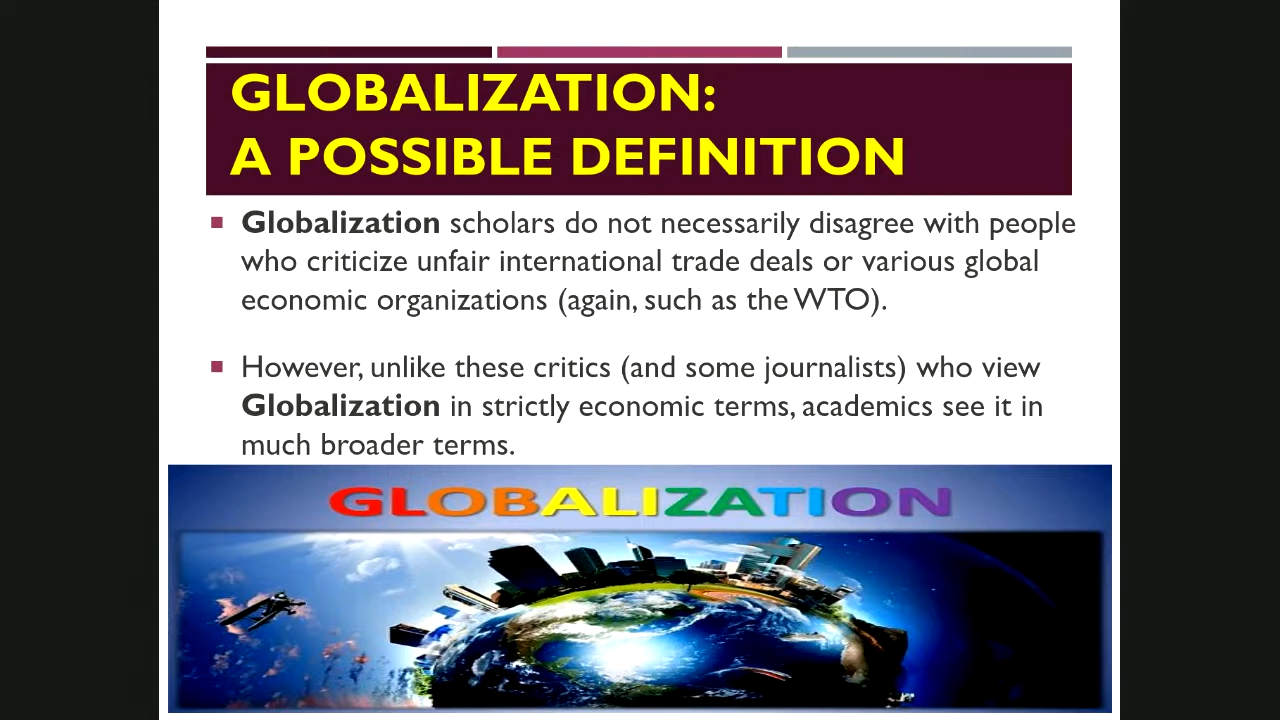 GLOBALIZATION:
A POSSIBLE DEFINITION
Globalization scholars do not necessarily disagree with people
who criticize unfair international trade deals or various global
economic organizations (again, such as the WTO).
However, unlike these critics (and some journalists) who view
Globalization in strictly economic terms, academics see it in
much broader terms.
GLOBALIZATION